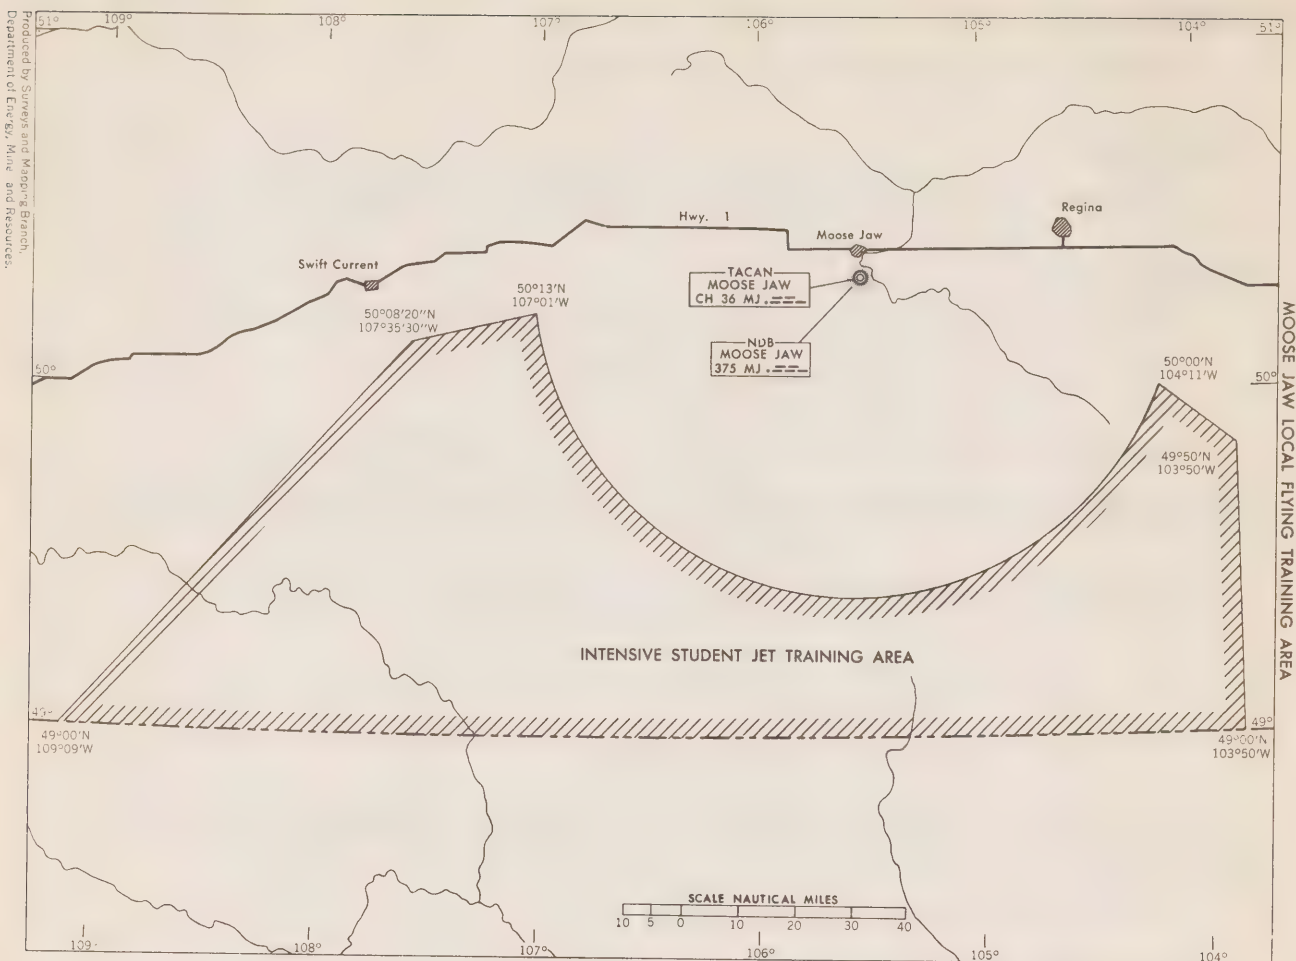 51°
109°
108°
107°
106°
105°
104°
51°
Produced by Surveys and Mapping Branch,
Department of Energy, Mine and Resources.
Hwy. 1
Regina
Moose Jaw
Swift Current
TACAN
MOOSE JAW
CH 36 MJ
NDB
MOOSE JAW
375 MJ
50°13'N
107°01'W
50°08'20"N
107°35'30"W
50°
50°
50°00'N
104°11'W
49°50'N
103°50'W
MOOSE JAW LOCAL FLYING TRAINING AREA
INTENSIVE STUDENT JET TRAINING AREA
49°
49°
49°00'N
109°09'W
49°00'N
103°50'W
SCALE NAUTICAL MILES
10 5 0 10 20 30 40
109°
108°
107°
106°
105°
104°